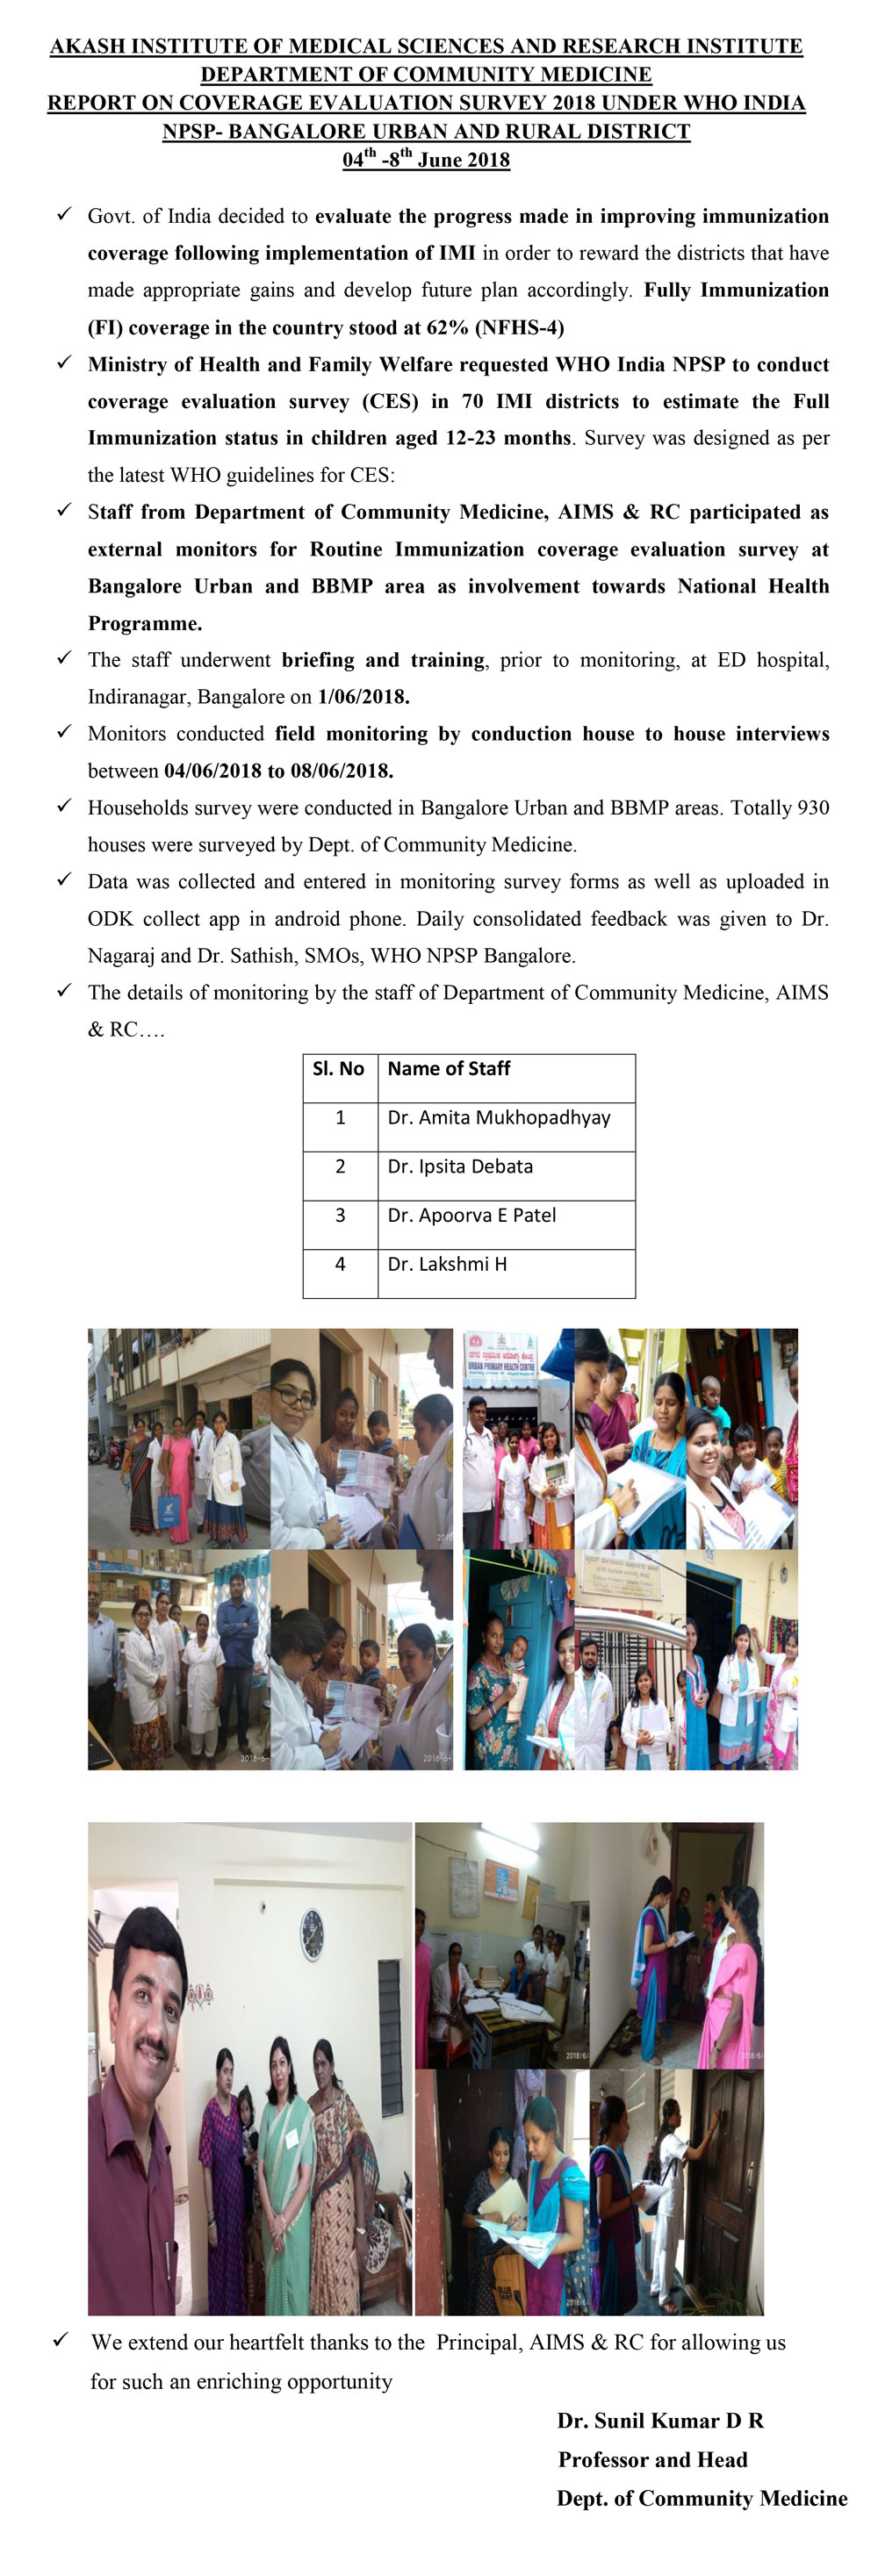 AKASH INSTITUTE OF MEDICAL SCIENCES AND RESEARCH INSTITUTE
DEPARTMENT OF COMMUNITY MEDICINE
REPORT ON COVERAGE EVALUATION SURVEY 2018 UNDER WHO INDIA
NPSP- BANGALORE URBAN AND RURAL DISTRICT
04th -8th June 2018
✓ Govt. of India decided to evaluate the progress made in improving immunization
coverage following implementation of IMI in order to reward the districts that have
made appropriate gains and develop future plan accordingly. Fully Immunization
(FI) coverage in the country stood at 62% (NFHS-4)
✓ Ministry of Health and Family Welfare requested WHO India NPSP to conduct
coverage evaluation survey (CES) in 70 IMI districts to estimate the Full
Immunization status in children aged 12-23 months. Survey was designed as per
the latest WHO guidelines for CES:
✓ Staff from Department of Community Medicine, AIMS & RC participated as
external monitors for Routine Immunization coverage evaluation survey at
Bangalore Urban and BBMP area as involvement towards National Health
Programme.
✓ The staff underwent briefing and training, prior to monitoring, at ED hospital,
Indiranagar, Bangalore on 1/06/2018.
✓ Monitors conducted field monitoring by conduction house to house interviews
between 04/06/2018 to 08/06/2018.
✓ Households survey were conducted in Bangalore Urban and BBMP areas. Totally 930
houses were surveyed by Dept. of Community Medicine.
✓ Data was collected and entered in monitoring survey forms as well as uploaded in
ODK collect app in android phone. Daily consolidated feedback was given to Dr.
Nagaraj and Dr. Sathish, SMOs, WHO NPSP Bangalore.
✓ The details of monitoring by the staff of Department of Community Medicine, AIMS
& RC….
Sl. No Name of Staff
1 Dr. Amita Mukhopadhyay
2 Dr. Ipsita Debata
3 Dr. Apoorva E Patel
4 Dr. Lakshmi H
URBAN PRIMARY HEALTH CENTRE
2018-6-
2018-6-
2018/6/
2018/6/
2018/6/
✓ We extend our heartfelt thanks to the Principal, AIMS & RC for allowing us
for such an enriching opportunity
Dr. Sunil Kumar D R
Professor and Head
Dept. of Community Medicine